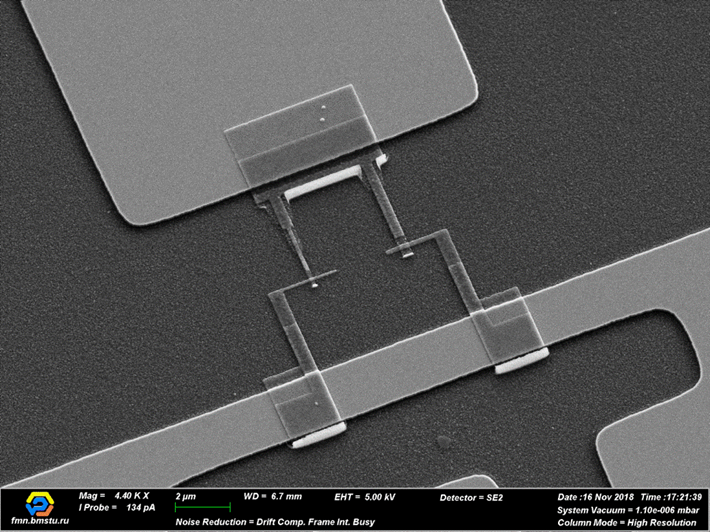 Mag = 4.40 K X
I Probe = 134 pA
2 µm
WD = 6.7 mm
EHT = 5.00 kV
Detector = SE2
Date :16 Nov 2018 Time :17:21:39
System Vacuum = 1.10e-006 mbar
Column Mode = High Resolution
Noise Reduction = Drift Comp. Frame Int. Busy
fmn.bmstu.ru